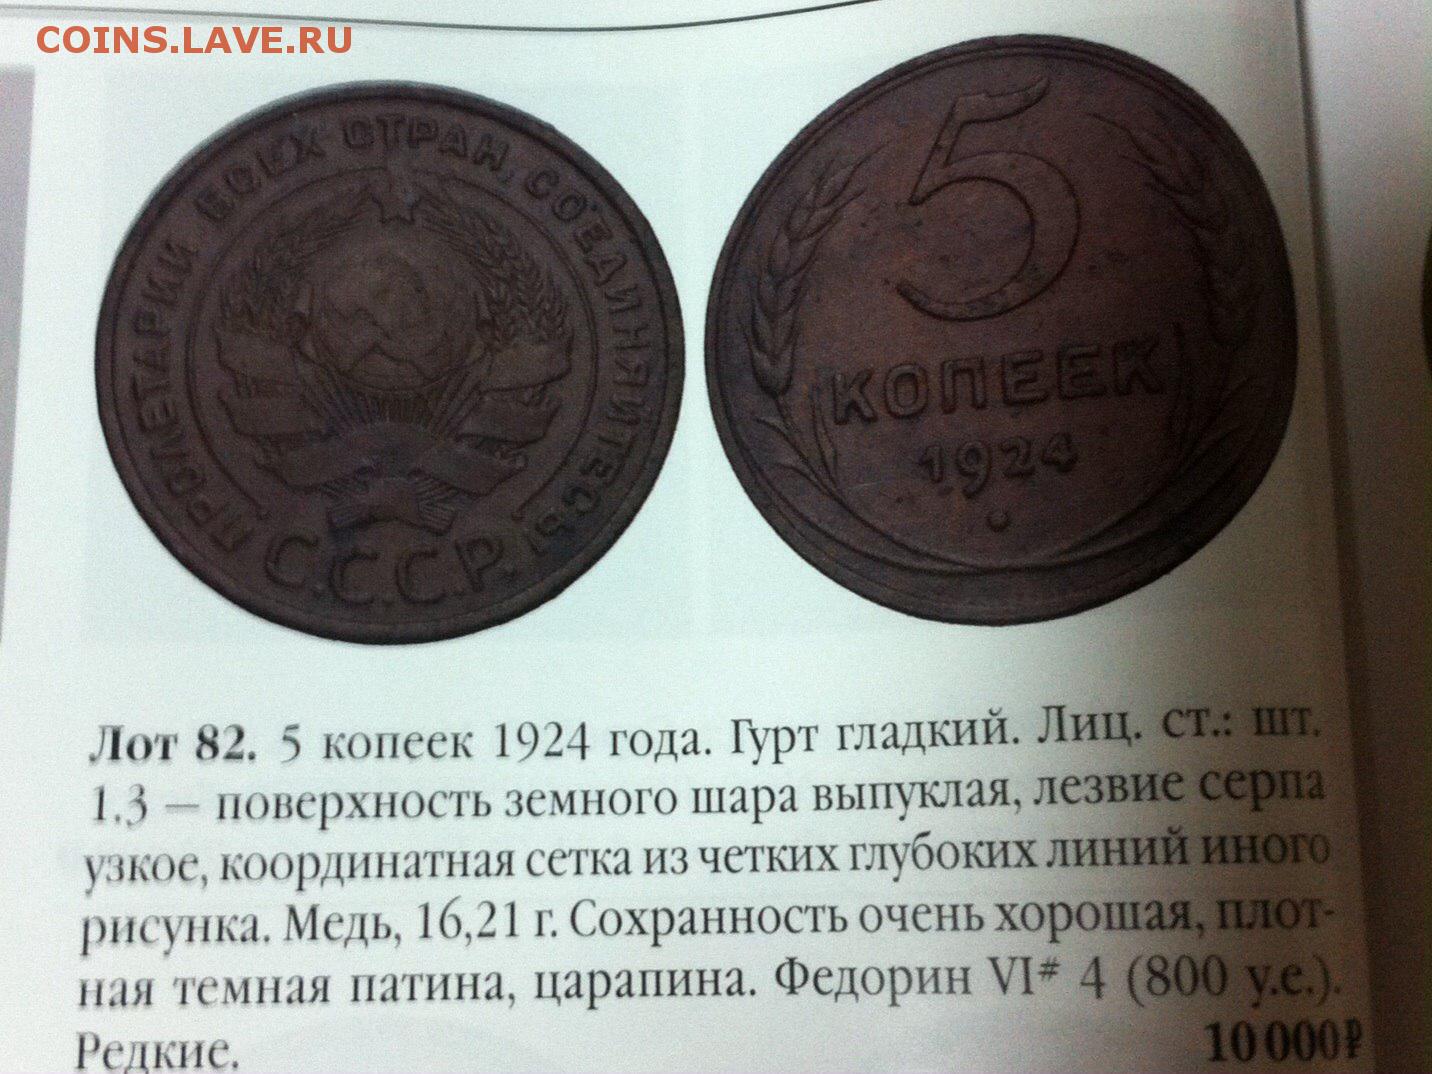 COINS.LAVE.RU
ПРОЛЕТАРИИ ВСЕХ СТРАН, СОЕДИНЯЙТЕСЬ!
С.С.С.Р.
5
КОПЕЕК
1924
Лот 82. 5 копеек 1924 года. Гурт гладкий. Лиц. ст.: шт.
1.3 — поверхность земного шара выпуклая, лезвие серпа
узкое, координатная сетка из четких глубоких линий иного
рисунка. Медь, 16,21 г. Сохранность очень хорошая, плот-
ная темная патина, царапина. Федорин VI# 4 (800 у.е.).
Редкие. 10 000₽